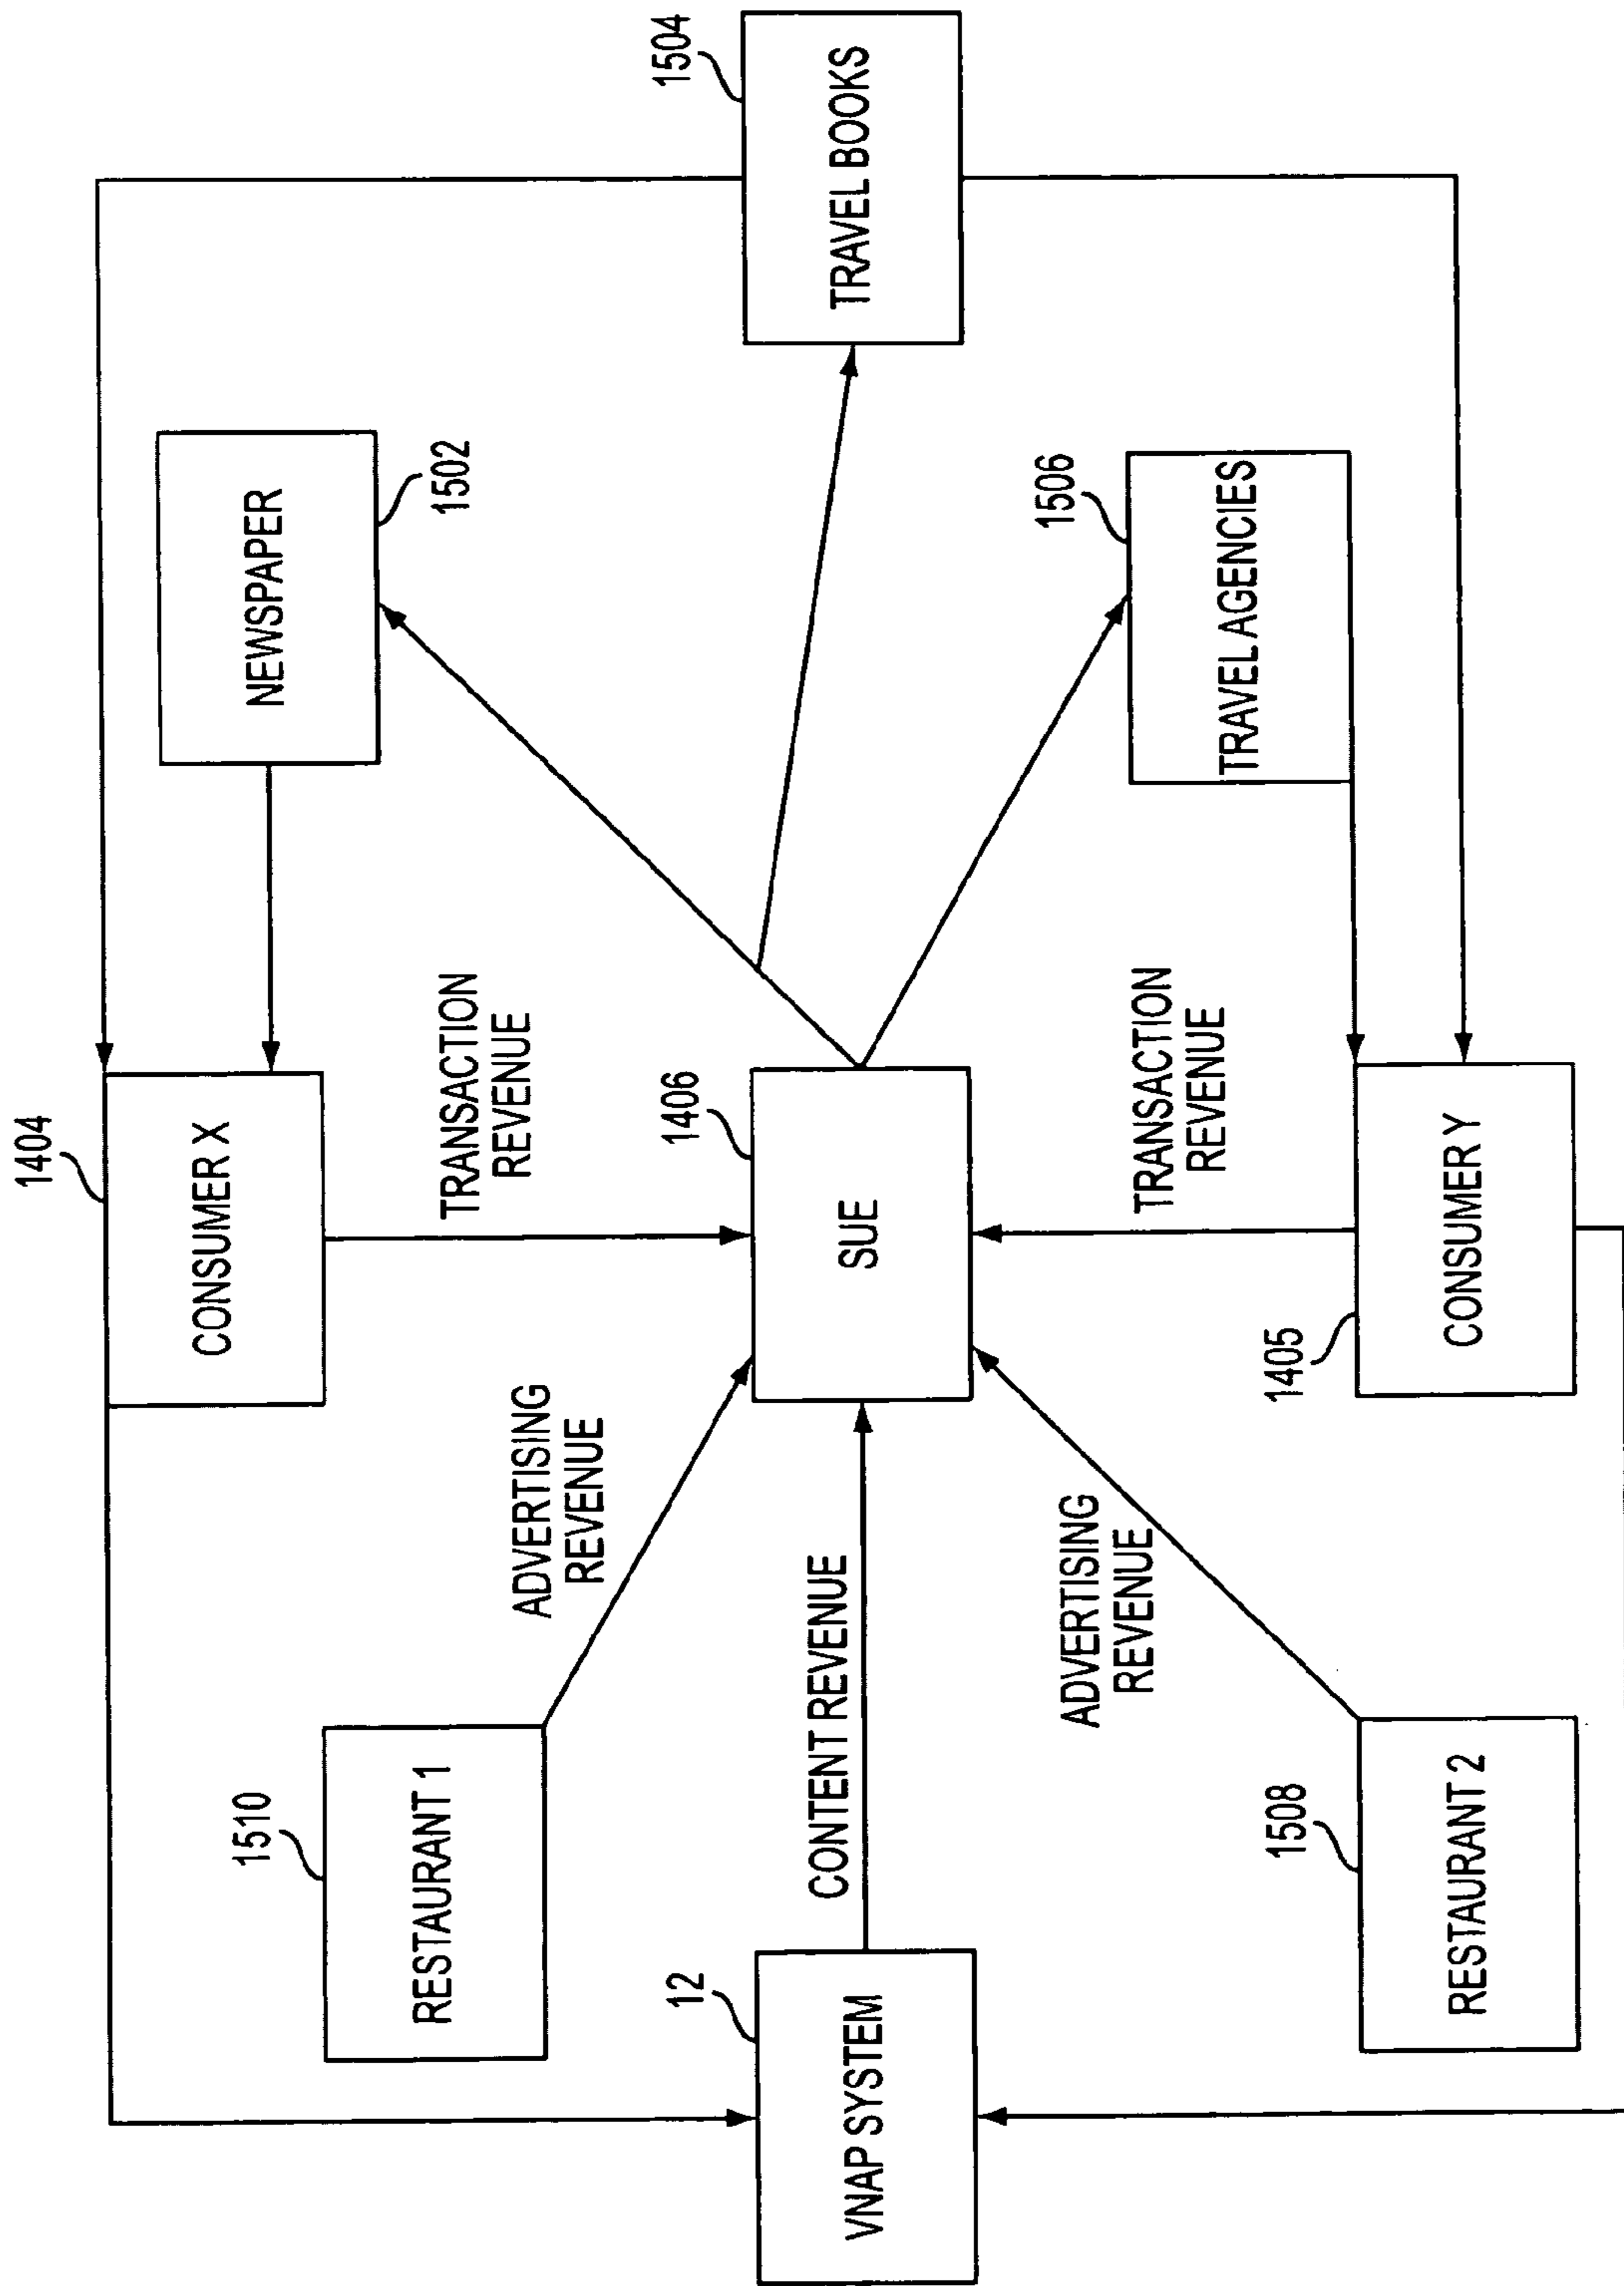 1404
CONSUMER X
NEWSPAPER
1502
1504
TRAVEL BOOKS
1510
RESTAURANT 1
ADVERTISING
REVENUE
TRANSACTION
REVENUE
12
VNAP SYSTEM
CONTENT REVENUE
1406
SUE
1506
TRAVEL AGENCIES
ADVERTISING
REVENUE
TRANSACTION
REVENUE
1508
RESTAURANT 2
1405
CONSUMER Y